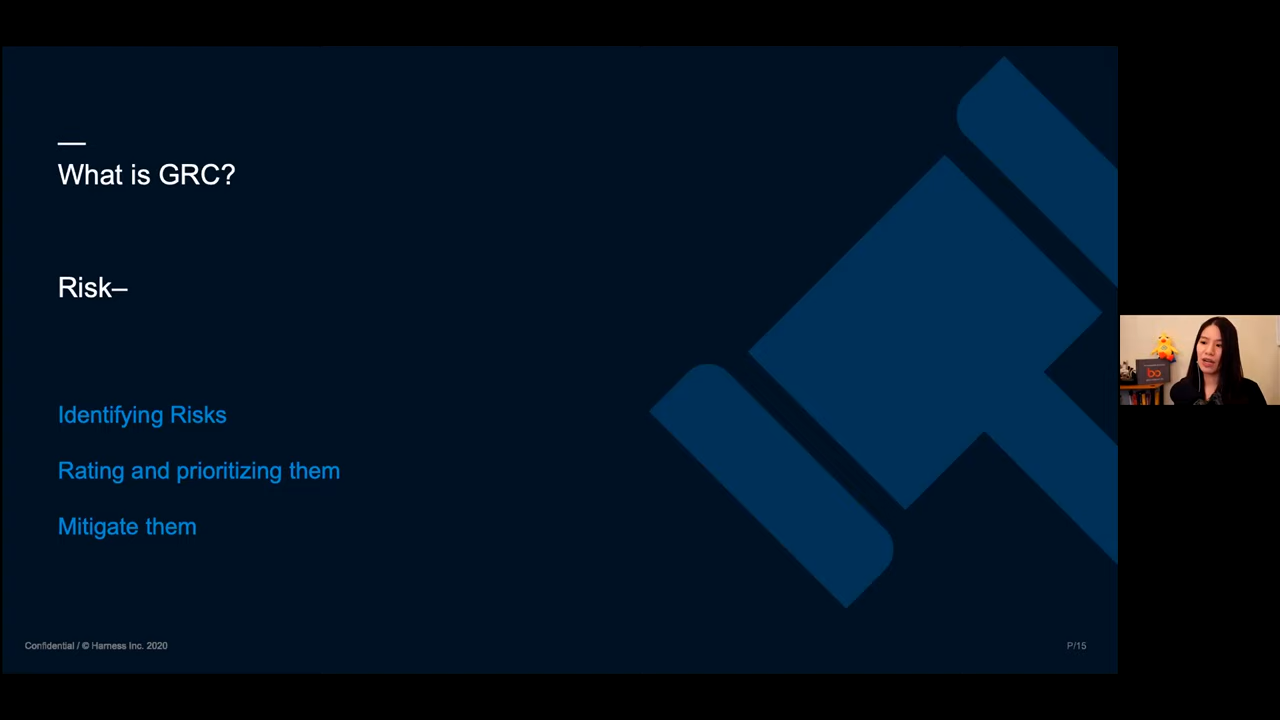 What is GRC?
Risk–
Identifying Risks
Rating and prioritizing them
Mitigate them
Confidential / © Harness Inc. 2020
P/15